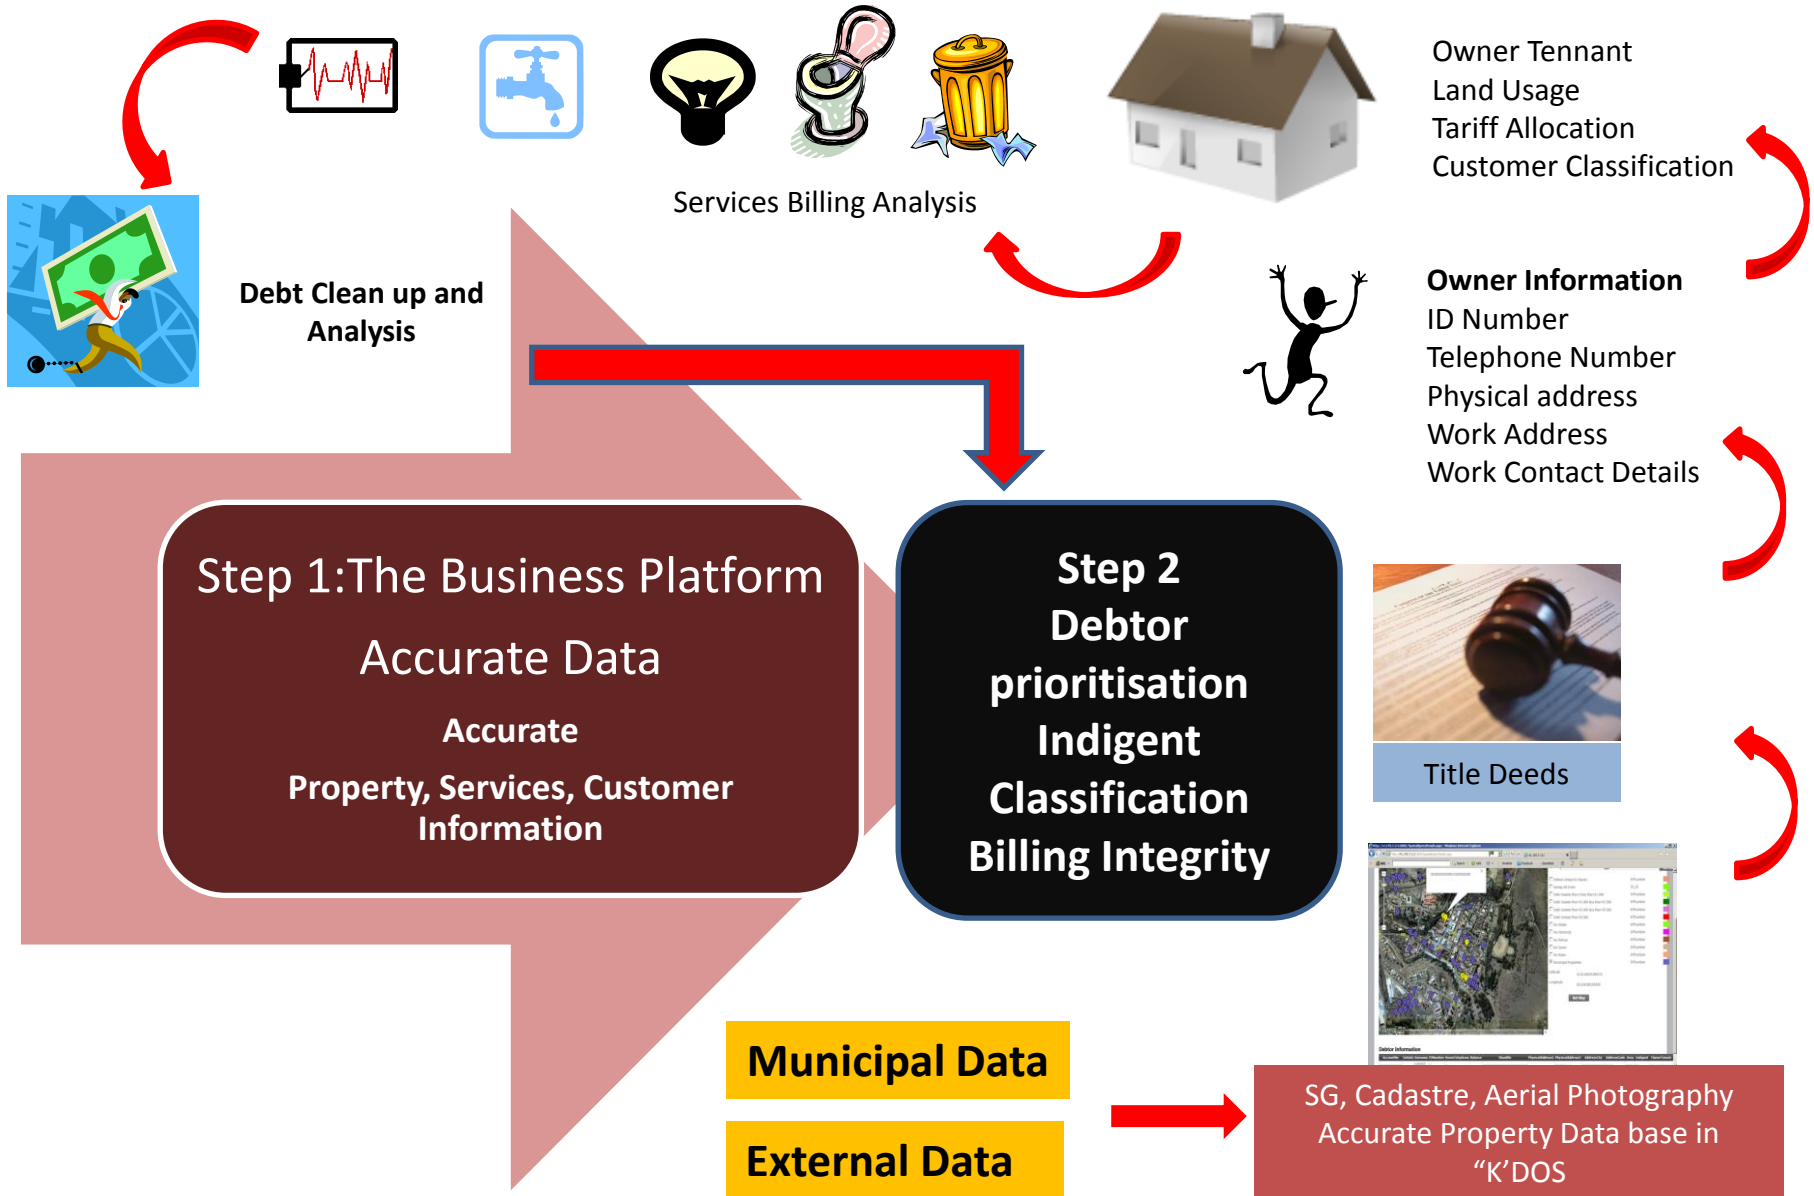 Owner Tennant
Land Usage
Tariff Allocation
Customer Classification
Services Billing Analysis
Debt Clean up and
Analysis
Owner Information
ID Number
Telephone Number
Physical address
Work Address
Work Contact Details
Step 1:The Business Platform
Accurate Data
Accurate
Property, Services, Customer
Information
Step 2
Debtor
prioritisation
Indigent
Classification
Billing Integrity
Title Deeds
Debtor Information
Municipal Data
External Data
SG, Cadastre, Aerial Photography
Accurate Property Data base in
“K’DOS